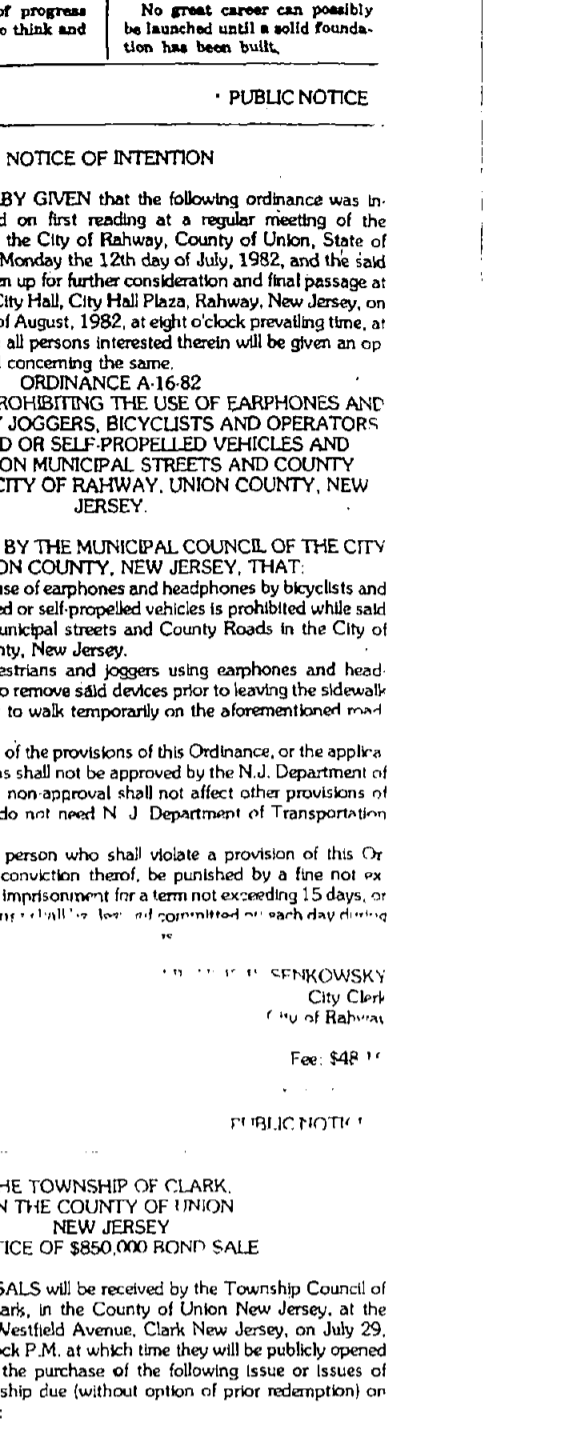 of progress
o think and
No great career can possibly
be launched until a solid founda-
tion has been built.
PUBLIC NOTICE
NOTICE OF INTENTION
BY GIVEN that the following ordinance was in-
d on first reading at a regular meeting of the
the City of Rahway, County of Union, State of
Monday the 12th day of July, 1982, and the said
n up for further consideration and final passage at
City Hall, City Hall Plaza, Rahway, New Jersey, on
of August, 1982, at eight o'clock prevailing time, at
all persons interested therein will be given an op
concerning the same.
ORDINANCE A-16-82
ROHIBITING THE USE OF EARPHONES AND
Y JOGGERS, BICYCLISTS AND OPERATORS
D OR SELF-PROPELLED VEHICLES AND
ON MUNICIPAL STREETS AND COUNTY
CITY OF RAHWAY, UNION COUNTY, NEW
JERSEY.
BY THE MUNICIPAL COUNCIL OF THE CITY
ON COUNTY, NEW JERSEY, THAT:
use of earphones and headphones by bicyclists and
ed or self-propelled vehicles is prohibited while said
unicipal streets and County Roads in the City of
nty, New Jersey.
estrians and joggers using earphones and head-
o remove said devices prior to leaving the sidewalk
to walk temporarily on the aforementioned road
of the provisions of this Ordinance, or the applica
s shall not be approved by the N.J. Department of
non-approval shall not affect other provisions of
do not need N J Department of Transportation
person who shall violate a provision of this Or
conviction therof, be punished by a fine not ex
imprisonment for a term not exceeding 15 days, or
committed on each day during
SENKOWSKY
City Clerk
City of Rahway
Fee: $48
PUBLIC NOTICE
HE TOWNSHIP OF CLARK,
N THE COUNTY OF UNION
NEW JERSEY
TICE OF $850,000 BOND SALE
SALS will be received by the Township Council of
ark, in the County of Union New Jersey, at the
Westfield Avenue, Clark New Jersey, on July 29,
ck P.M. at which time they will be publicly opened
the purchase of the following issue or issues of
ship due (without option of prior redemption) on
: